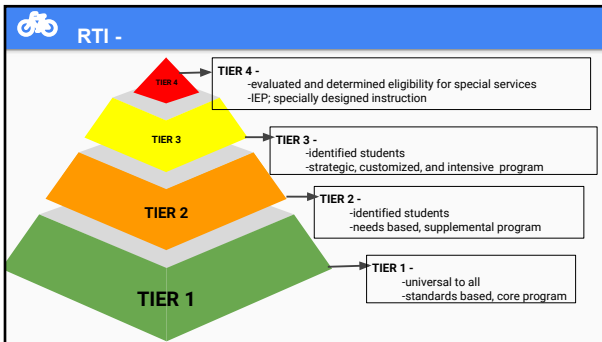 RTI -
TIER 4
TIER 4 -
-evaluated and determined eligibility for special services
-IEP; specially designed instruction
TIER 3
TIER 3 -
-identified students
-strategic, customized, and intensive program
TIER 2
TIER 2 -
-identified students
-needs based, supplemental program
TIER 1
TIER 1 -
-universal to all
-standards based, core program